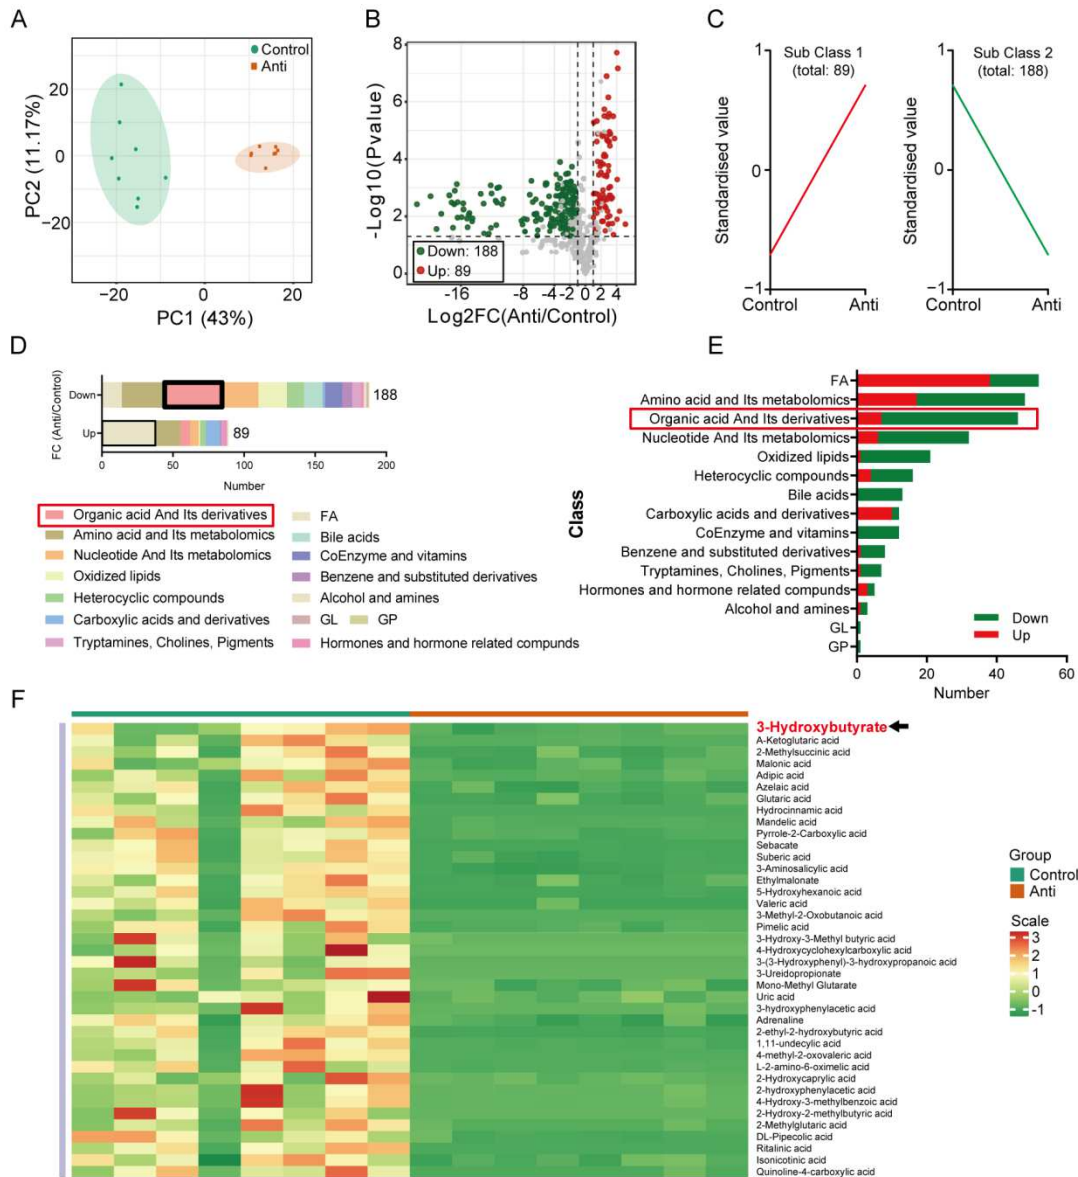 A
Control
Anti
20
0
−20
−20
0
20
PC2 (11.17%)
PC1 (43%)
B
8
6
4
2
0
-Log10(Pvalue)
Down: 188
Up: 89
-16
-8
-4
-2
0
2
4
Log2FC(Anti/Control)
C
1
0
−1
Standardised value
Sub Class 1
(total: 89)
Control
Anti
1
0
−1
Standardised value
Sub Class 2
(total: 188)
Control
Anti
D
FC (Anti/Control)
Down
188
Up
89
0
50
100
150
200
Number
Organic acid And Its derivatives
Amino acid and Its metabolomics
Nucleotide And Its metabolomics
Oxidized lipids
Heterocyclic compounds
Carboxylic acids and derivatives
Tryptamines, Cholines, Pigments
FA
Bile acids
CoEnzyme and vitamins
Benzene and substituted derivatives
Alcohol and amines
GL
GP
Hormones and hormone related compunds
E
Class
FA
Amino acid and Its metabolomics
Organic acid And Its derivatives
Nucleotide And Its metabolomics
Oxidized lipids
Heterocyclic compounds
Bile acids
Carboxylic acids and derivatives
CoEnzyme and vitamins
Benzene and substituted derivatives
Tryptamines, Cholines, Pigments
Hormones and hormone related compunds
Alcohol and amines
GL
GP
Down
Up
0
20
40
60
Number
F
3-Hydroxybutyrate
A-Ketoglutaric acid
2-Methylsuccinic acid
Malonic acid
Adipic acid
Azelaic acid
Glutaric acid
Hydrocinnamic acid
Mandelic acid
Pyrrole-2-Carboxylic acid
Sebacate
Suberic acid
3-Aminosalicylic acid
Ethylmalonate
5-Hydroxyhexanoic acid
Valeric acid
3-Methyl-2-Oxobutanoic acid
Pimelic acid
3-Hydroxy-3-Methyl butyric acid
4-Hydroxycyclohexylcarboxylic acid
3-(3-Hydroxyphenyl)-3-hydroxypropanoic acid
3-Ureidopropionate
Mono-Methyl Glutarate
Uric acid
3-hydroxyphenylacetic acid
Adrenaline
2-ethyl-2-hydroxybutyric acid
1,11-undecylic acid
4-methyl-2-oxovaleric acid
L-2-amino-6-oximelic acid
2-Hydroxycaprylic acid
2-hydroxyphenylacetic acid
4-Hydroxy-3-methylbenzoic acid
2-Hydroxy-2-methylbutyric acid
2-Methylglutaric acid
DL-Pipecolic acid
Ritalinic acid
Isonicotinic acid
Quinoline-4-carboxylic acid
Group
Control
Anti
Scale
3
2
1
0
-1